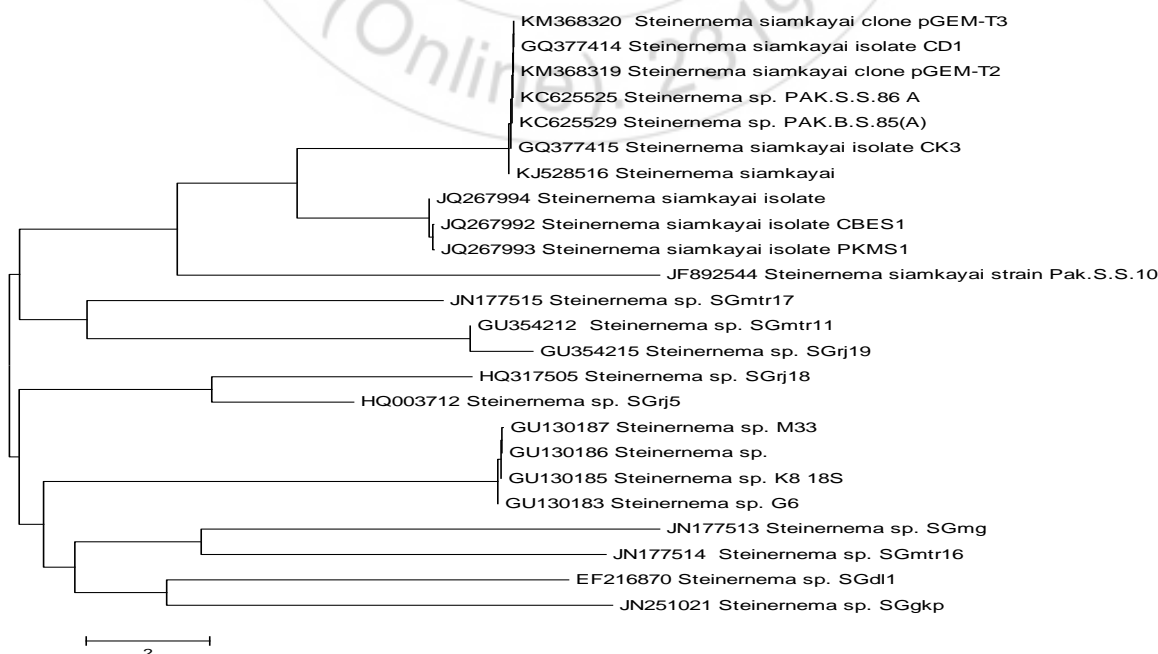 (Online). 2319
KM368320 Steinernema siamkayai clone pGEM-T3
GQ377414 Steinernema siamkayai isolate CD1
KM368319 Steinernema siamkayai clone pGEM-T2
KC625525 Steinernema sp. PAK.S.S.86 A
KC625529 Steinernema sp. PAK.B.S.85(A)
GQ377415 Steinernema siamkayai isolate CK3
KJ528516 Steinernema siamkayai
JQ267994 Steinernema siamkayai isolate
JQ267992 Steinernema siamkayai isolate CBES1
JQ267993 Steinernema siamkayai isolate PKMS1
JF892544 Steinernema siamkayai strain Pak.S.S.10
JN177515 Steinernema sp. SGmtr17
GU354212 Steinernema sp. SGmtr11
GU354215 Steinernema sp. SGrj19
HQ317505 Steinernema sp. SGrj18
HQ003712 Steinernema sp. SGrj5
GU130187 Steinernema sp. M33
GU130186 Steinernema sp.
GU130185 Steinernema sp. K8 18S
GU130183 Steinernema sp. G6
JN177513 Steinernema sp. SGmg
JN177514 Steinernema sp. SGmtr16
EF216870 Steinernema sp. SGdl1
JN251021 Steinernema sp. SGgkp